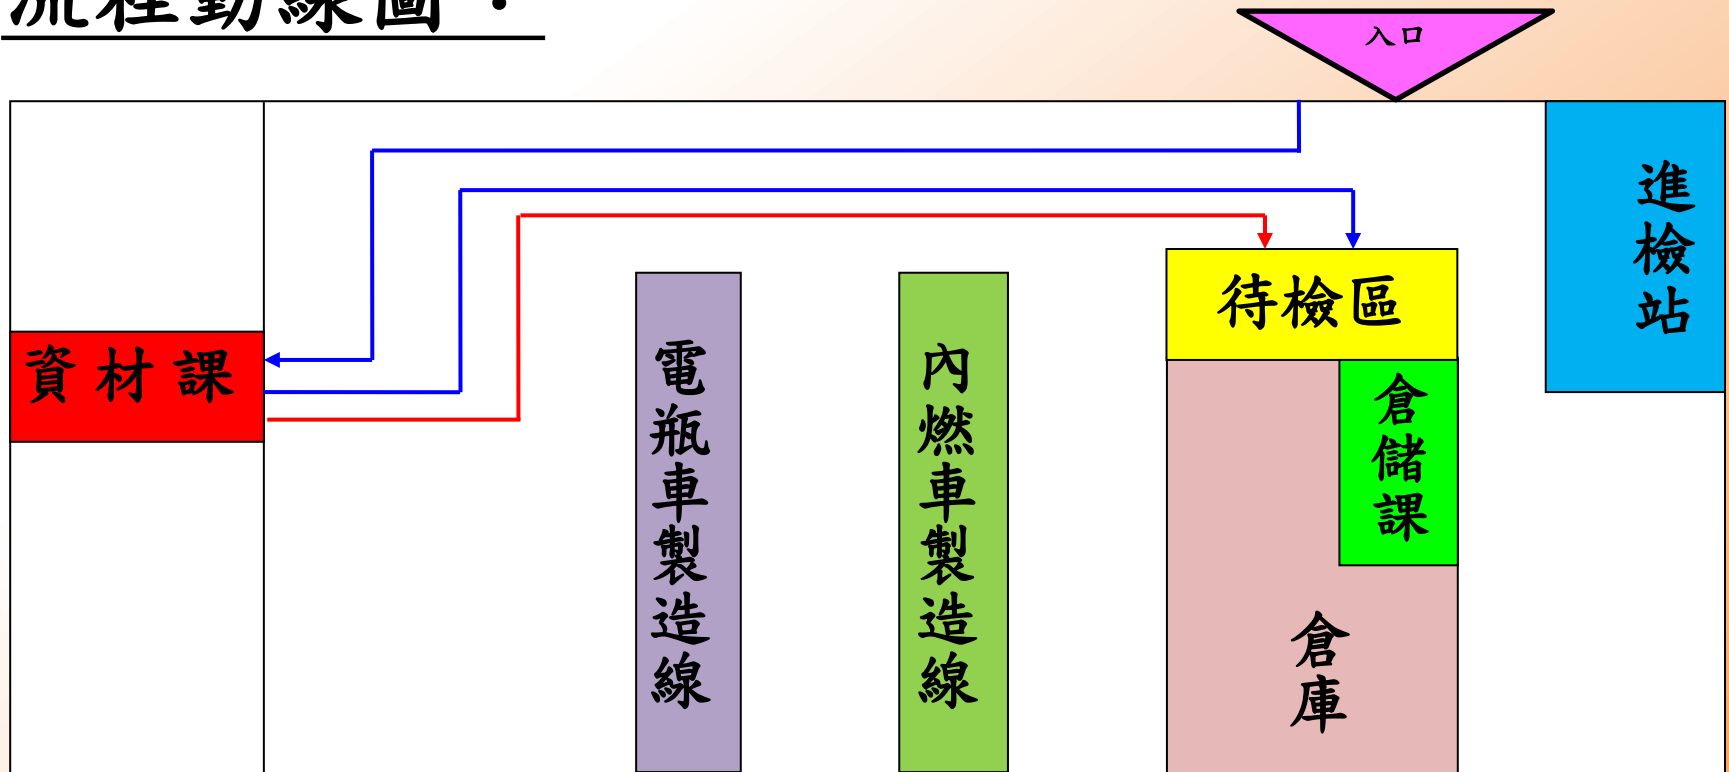 流程動線圖：
入口
進檢站
待檢區
資材課
電瓶車製造線
內燃車製造線
倉儲課
倉庫